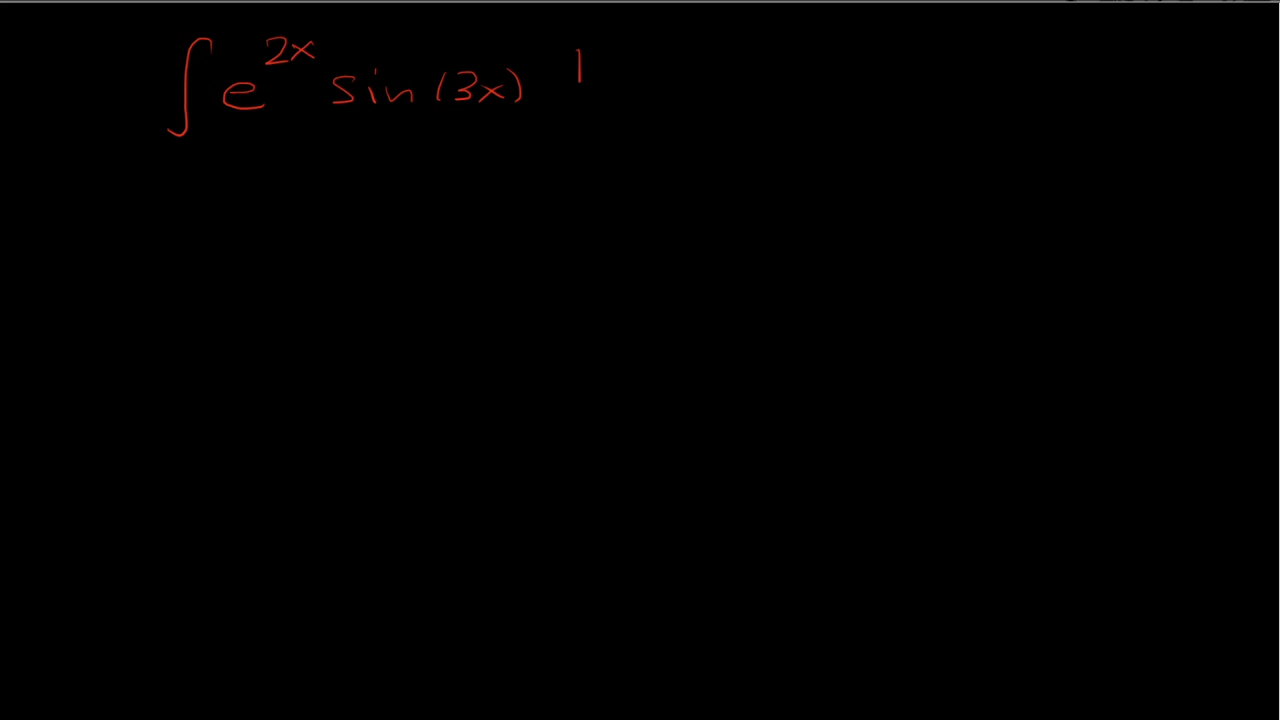 ∫ e^{2x} sin(3x)